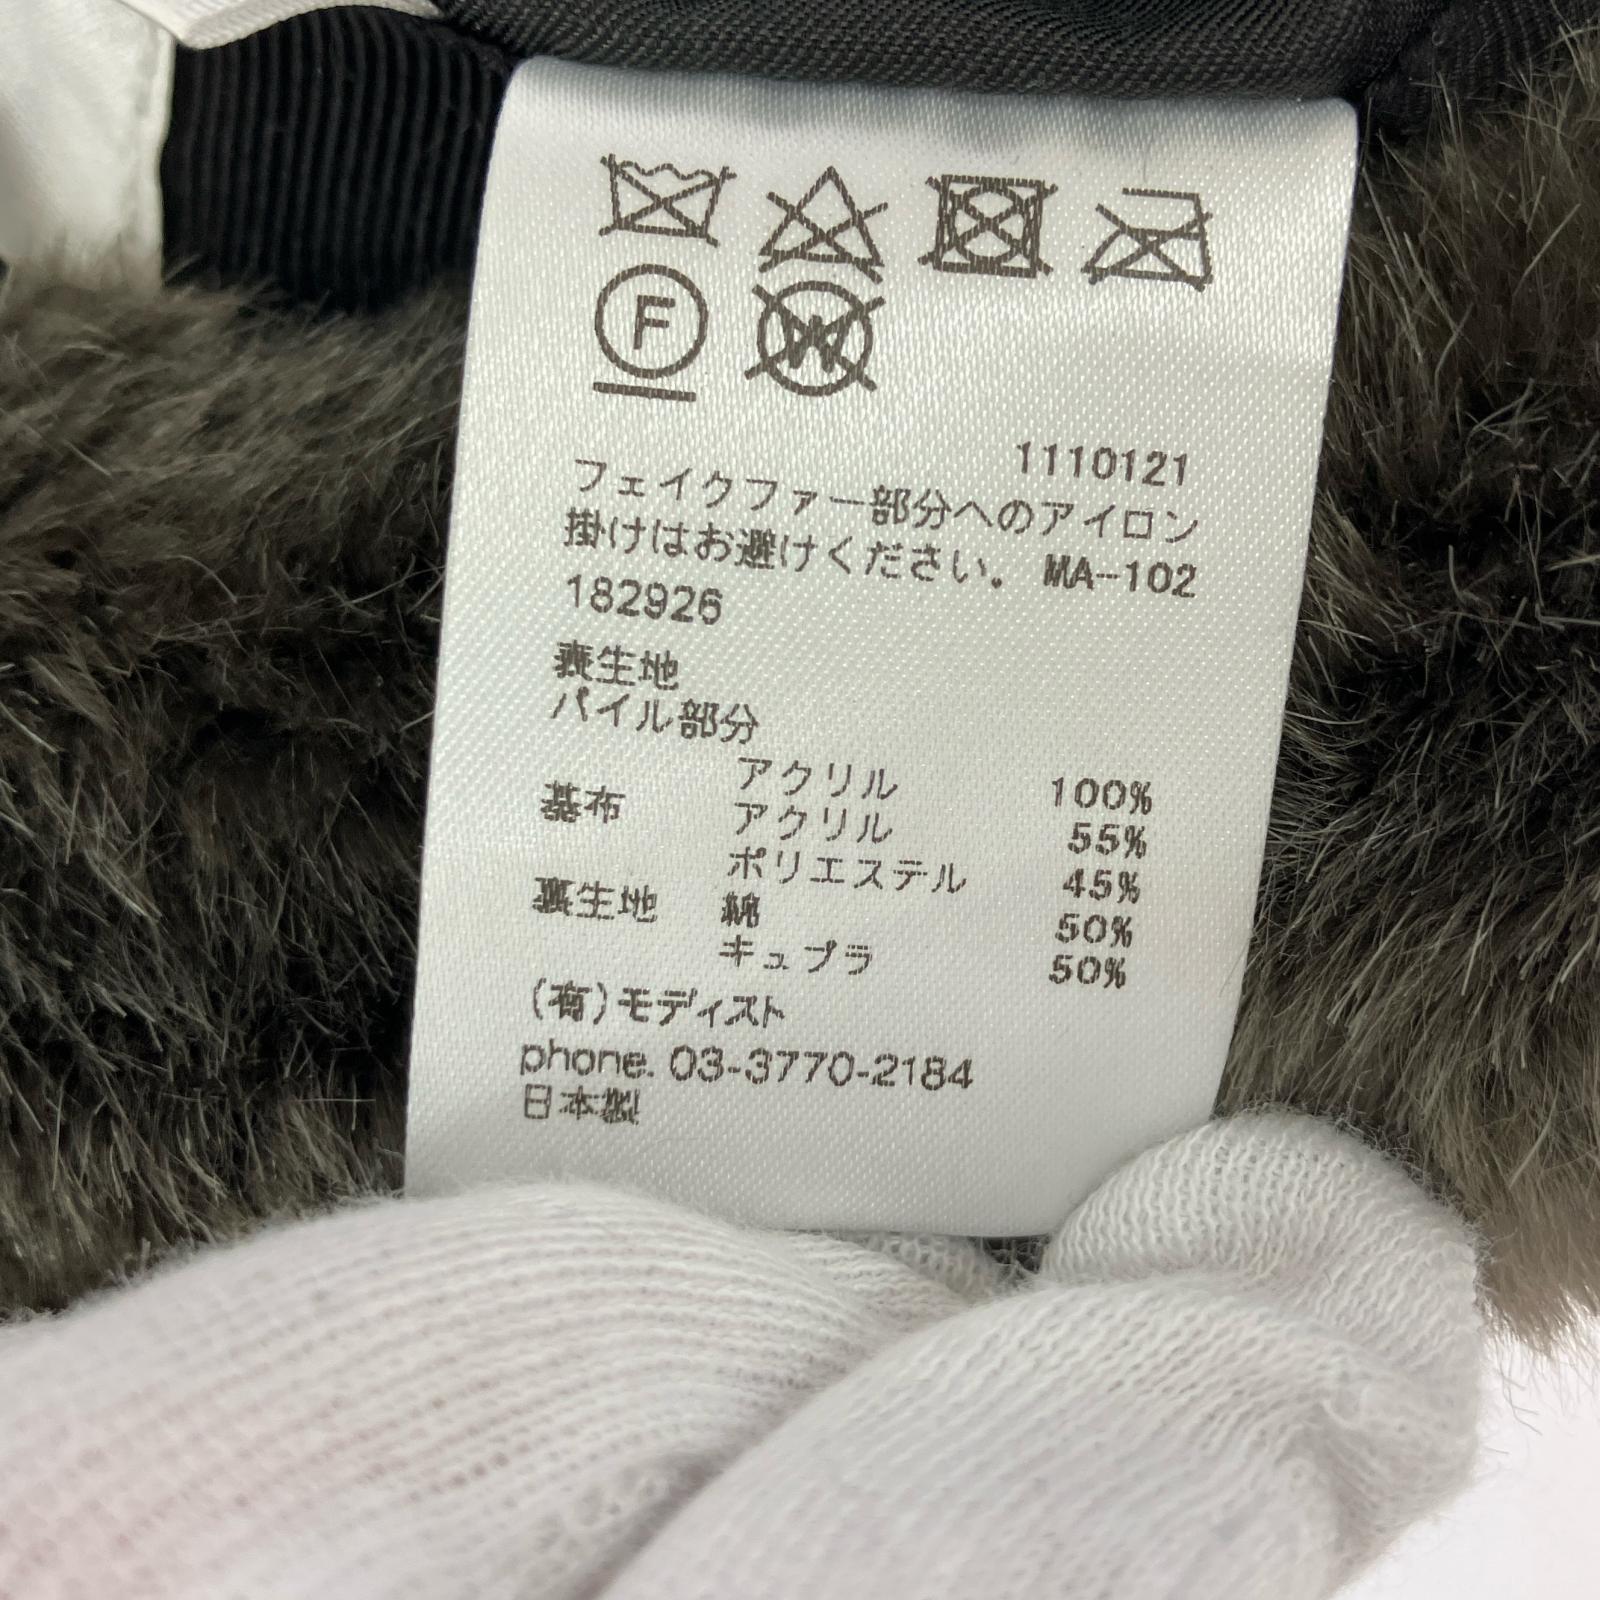 F
W
1110121
フェイクファー部分へのアイロン
掛けはお避けください。 MA-102
182926
表生地
パイル部分
アクリル 100%
基布 アクリル 55%
ポリエステル 45%
裏生地 綿 50%
キュプラ 50%
(有)モディスト
phone. 03-3770-2184
日本製